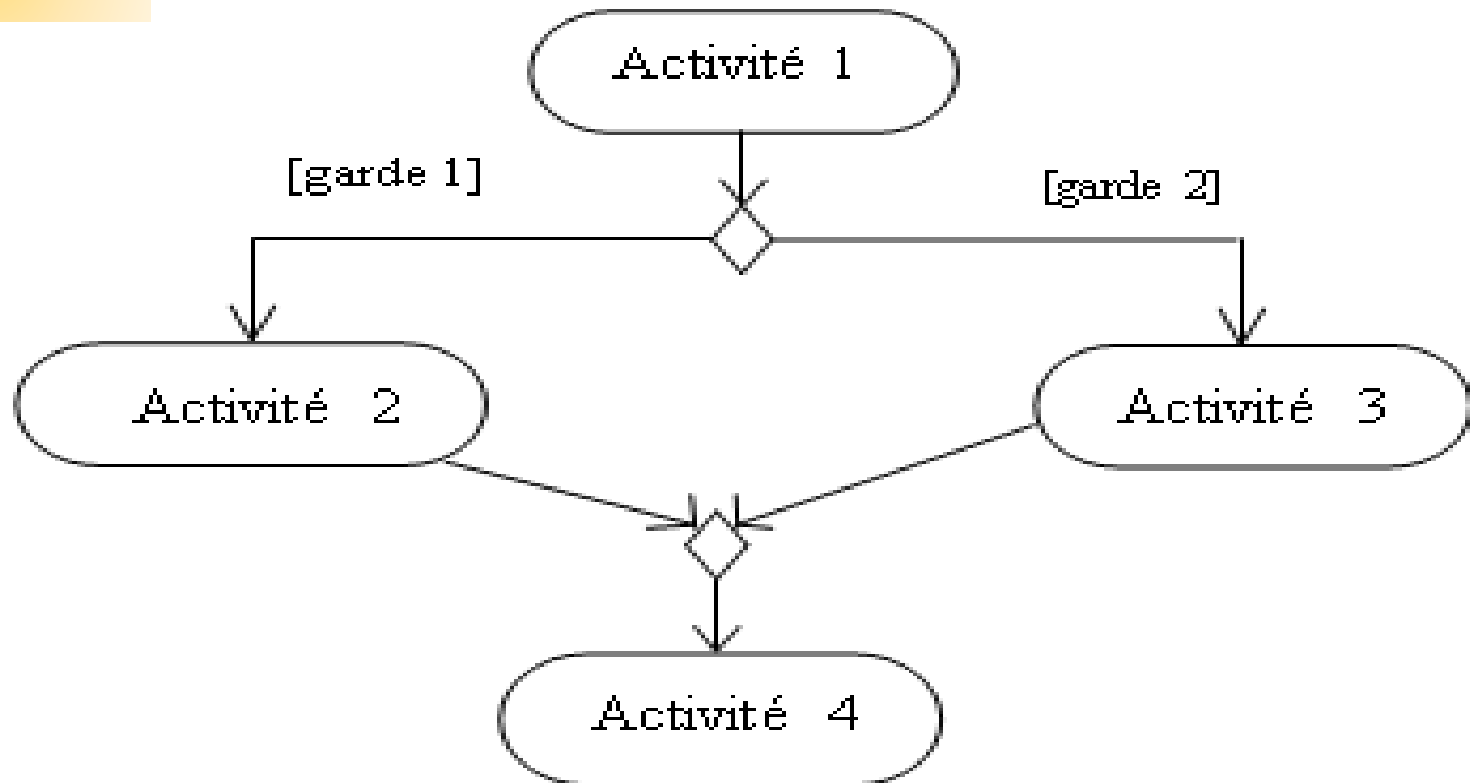 Activité 1
[garde 1]
[garde 2]
Activité 2
Activité 3
Activité 4